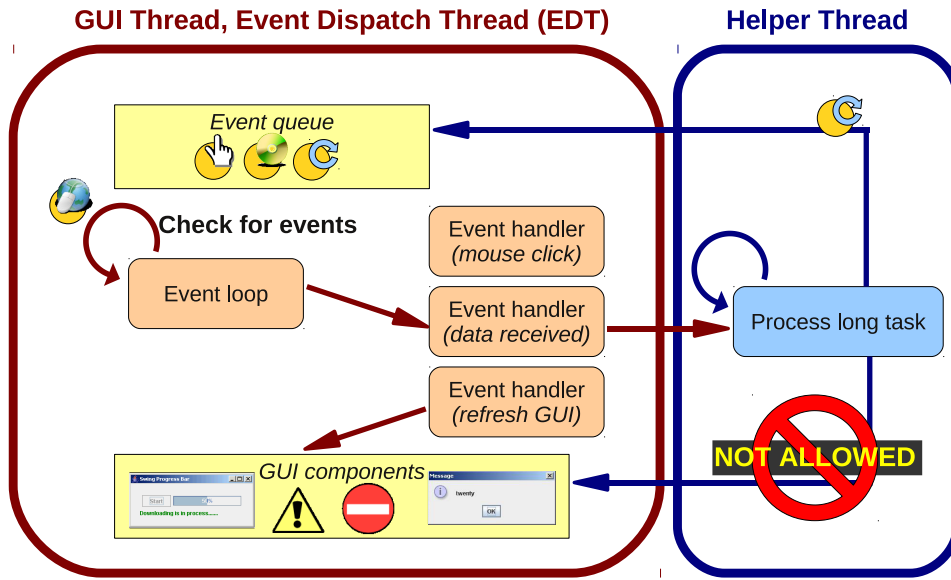 GUI Thread, Event Dispatch Thread (EDT)
Helper Thread
Event queue
Check for events
Event loop
Event handler
(mouse click)
Event handler
(data received)
Event handler
(refresh GUI)
Process long task
NOT ALLOWED
GUI components
Swing Progress Bar
Start
Downloading is in process......
Message
twenty
OK